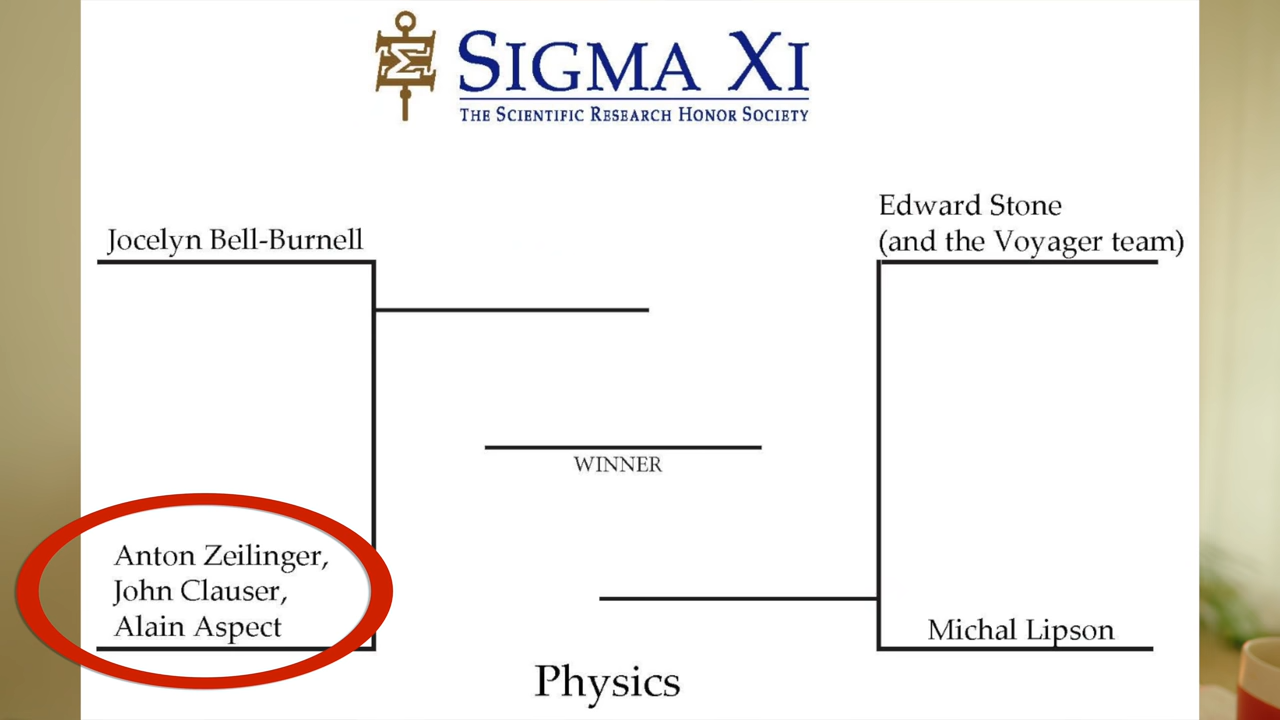 SIGMA XI
THE SCIENTIFIC RESEARCH HONOR SOCIETY
Jocelyn Bell-Burnell
Edward Stone
(and the Voyager team)
WINNER
Anton Zeilinger,
John Clauser,
Alain Aspect
Michal Lipson
Physics